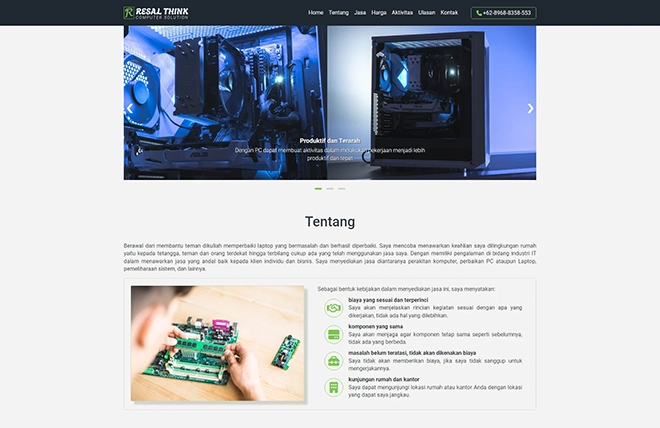 RESAL THINK
COMPUTER SOLUTION
Home Tentang Jasa Harga Aktivitas Ulasan Kontak
+62-8968-8358-553
Produktif dan Terarah
Dengan PC dapat membuat aktivitas dalam melakukan pekerjaan menjadi lebih
produktif dan tepat
Tentang
Berawal dari membantu teman dikuliah memperbaiki laptop yang bermasalah dan berhasil diperbaiki. Saya mencoba menawarkan keahlian saya dilingkungan rumah
yaitu kepada tetangga, teman dan orang terdekat hingga terbilang cukup ada yang telah menggunakan jasa saya. Dengan memiliki pengalaman di bidang industri IT
dalam menawarkan jasa yang andal baik kepada klien individu dan bisnis. Saya menyediakan jasa diantaranya perakitan komputer, perbaikan PC ataupun Laptop,
pemeliharaan sistem, dan lainnya.
Sebagai bentuk kebijakan dalam menyediakan jasa ini, saya menyatakan:
biaya yang sesuai dan terperinci
Saya akan menjelaskan rincian kegiatan sesuai dengan apa yang
dikerjakan, tidak ada hal yang dilebihkan.
komponen yang sama
Saya akan menjaga agar komponen tetap sama seperti sebelumnya,
tidak ada yang berbeda.
masalah belum teratasi, tidak akan dikenakan biaya
Saya tidak akan memberikan biaya, jika saya tidak sanggup untuk
mengerjakannya.
kunjungan rumah dan kantor
Saya dapat mengunjungi lokasi rumah atau kantor Anda dengan lokasi
yang dapat saya jangkau.